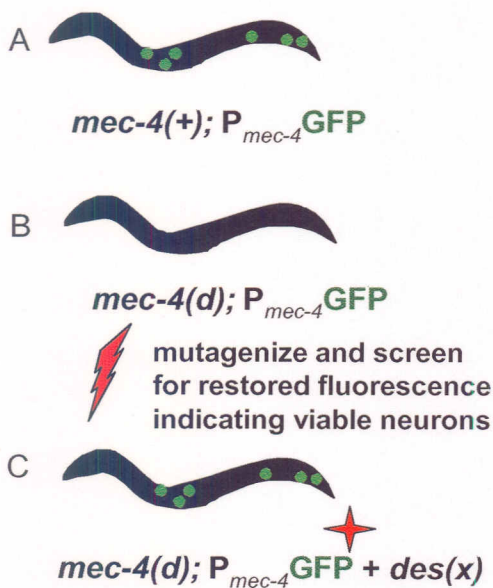 A
mec-4(+); Pmec-4GFP
B
mec-4(d); Pmec-4GFP
mutagenize and screen
for restored fluorescence
indicating viable neurons
C
mec-4(d); Pmec-4GFP + des(x)